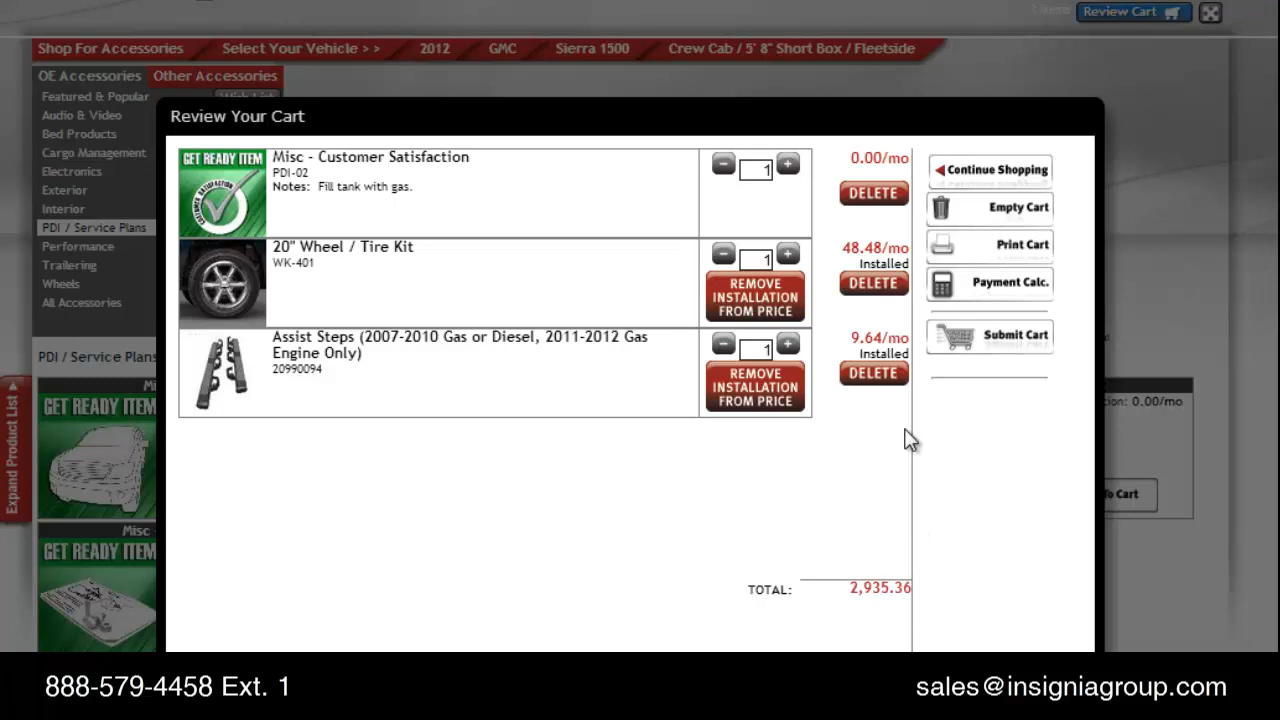 Review Cart
Shop For Accessories
Select Your Vehicle > >
2012
GMC
Sierra 1500
Crew Cab / 5' 8" Short Box / Fleetside
OE Accessories
Other Accessories
Featured & Popular
Audio & Video
Bed Products
Cargo Management
Electronics
Exterior
Interior
PDI / Service Plans
Performance
Trailering
Wheels
All Accessories
PDI / Service Plans
Expand Product List
GET READY ITEM
Misc
GET READY ITEM
Review Your Cart
GET READY ITEM
Misc - Customer Satisfaction
PDI-02
Notes: Fill tank with gas.
1
0.00/mo
DELETE
20" Wheel / Tire Kit
WK-401
1
REMOVE
INSTALLATION
FROM PRICE
48.48/mo
Installed
DELETE
Assist Steps (2007-2010 Gas or Diesel, 2011-2012 Gas
Engine Only)
20990094
1
REMOVE
INSTALLATION
FROM PRICE
9.64/mo
Installed
DELETE
TOTAL: 2,935.36
Continue Shopping
Empty Cart
Print Cart
Payment Calc.
Submit Cart
0.00/mo
Cart
888-579-4458 Ext. 1
sales@insigniagroup.com